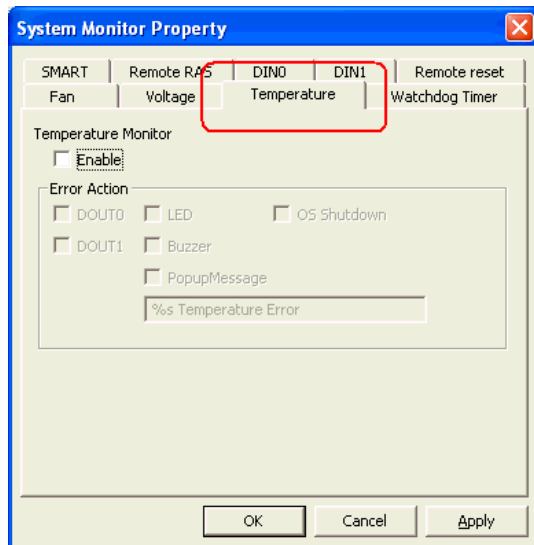 System Monitor Property
SMART Remote RAS DIN0 DIN1 Remote reset
Fan Voltage Temperature Watchdog Timer
Temperature Monitor
Enable
Error Action
DOUT0 LED OS Shutdown
DOUT1 Buzzer
PopupMessage
%s Temperature Error
OK Cancel Apply